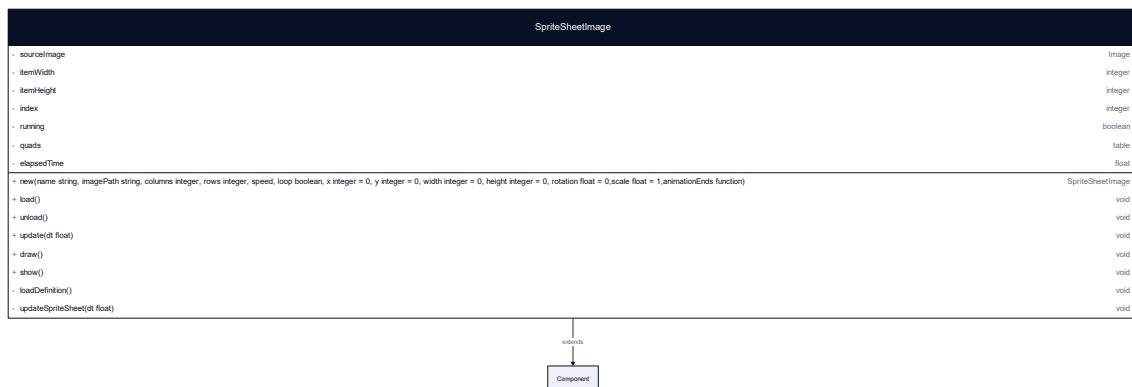 SpriteSheetImage
- sourceImage Image
- itemWidth integer
- itemHeight integer
- index integer
- running boolean
- quads table
- elapsedTime float
+ new(name string, imagePath string, columns integer, rows integer, speed, loop boolean, x integer = 0, y integer = 0, width integer = 0, height integer = 0, rotation float = 0,scale float = 1,animationEnds function) SpriteSheetImage
+ load() void
+ unload() void
+ update(dt float) void
+ draw() void
+ show() void
- loadDefinition() void
- updateSpriteSheet(dt float) void
extends
Component